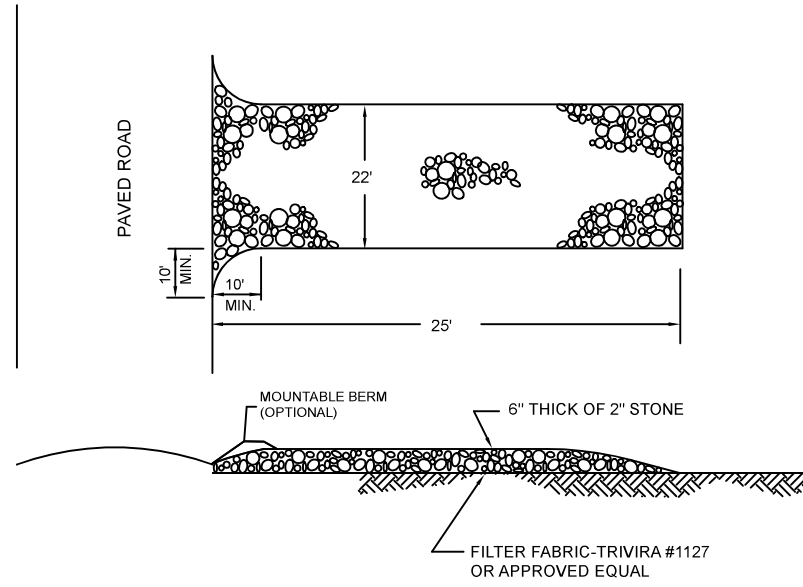 PAVED ROAD
22'
10'
MIN.
10'
MIN.
25'
MOUNTABLE BERM
(OPTIONAL)
6" THICK OF 2" STONE
FILTER FABRIC-TRIVIRA #1127
OR APPROVED EQUAL